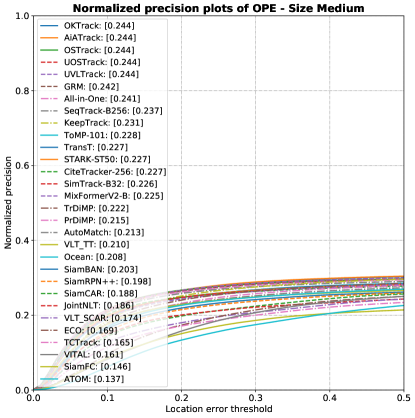 Normalized precision plots of OPE - Size Medium
1.0
0.8
0.6
0.4
0.2
0.0
Normalized precision
OKTrack: [0.244]
AiATrack: [0.244]
OSTrack: [0.244]
UOSTrack: [0.244]
UVLTrack: [0.244]
GRM: [0.242]
All-in-One: [0.241]
SeqTrack-B256: [0.237]
KeepTrack: [0.231]
ToMP-101: [0.228]
TransT: [0.227]
STARK-ST50: [0.227]
CiteTracker-256: [0.227]
SimTrack-B32: [0.226]
MixFormerV2-B: [0.225]
TrDiMP: [0.222]
PrDiMP: [0.215]
AutoMatch: [0.213]
VLT_TT: [0.210]
Ocean: [0.208]
SiamBAN: [0.203]
SiamRPN++: [0.198]
SiamCAR: [0.188]
JointNLT: [0.186]
VLT_SCAR: [0.174]
ECO: [0.169]
TCTrack: [0.165]
VITAL: [0.161]
SiamFC: [0.146]
ATOM: [0.137]
0.0 0.1 0.2 0.3 0.4 0.5
Location error threshold